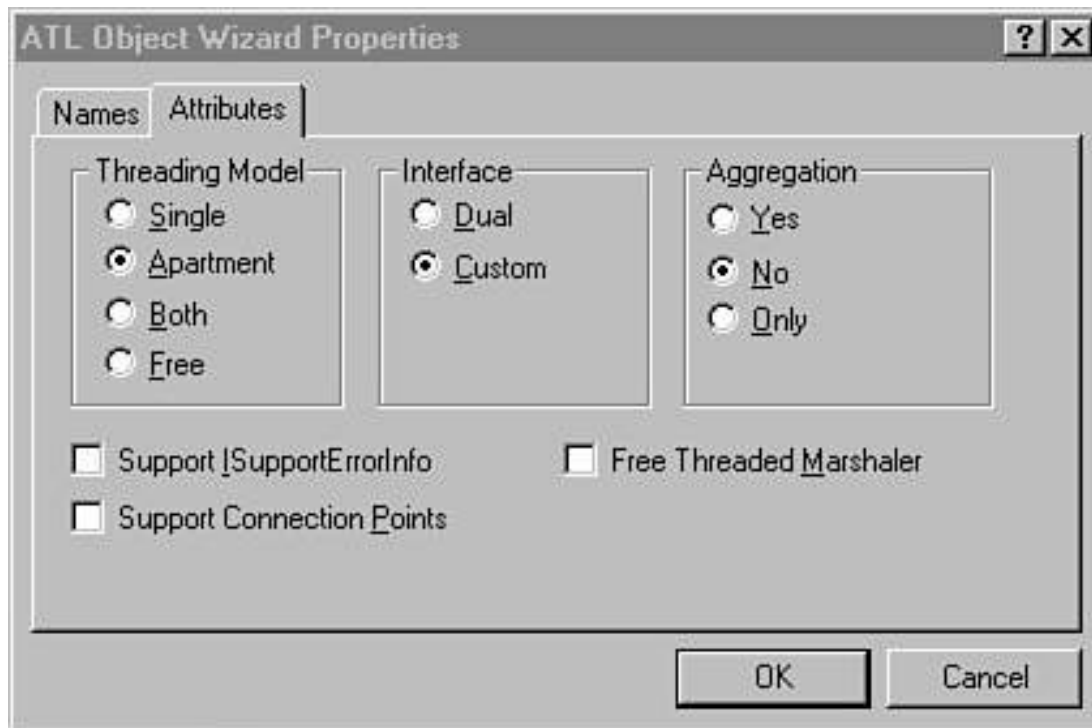 ATL Object Wizard Properties
Names
Attributes
Threading Model
Single
Apartment
Both
Free
Interface
Dual
Custom
Aggregation
Yes
No
Only
Support ISupportErrorInfo
Free Threaded Marshaler
Support Connection Points
OK
Cancel